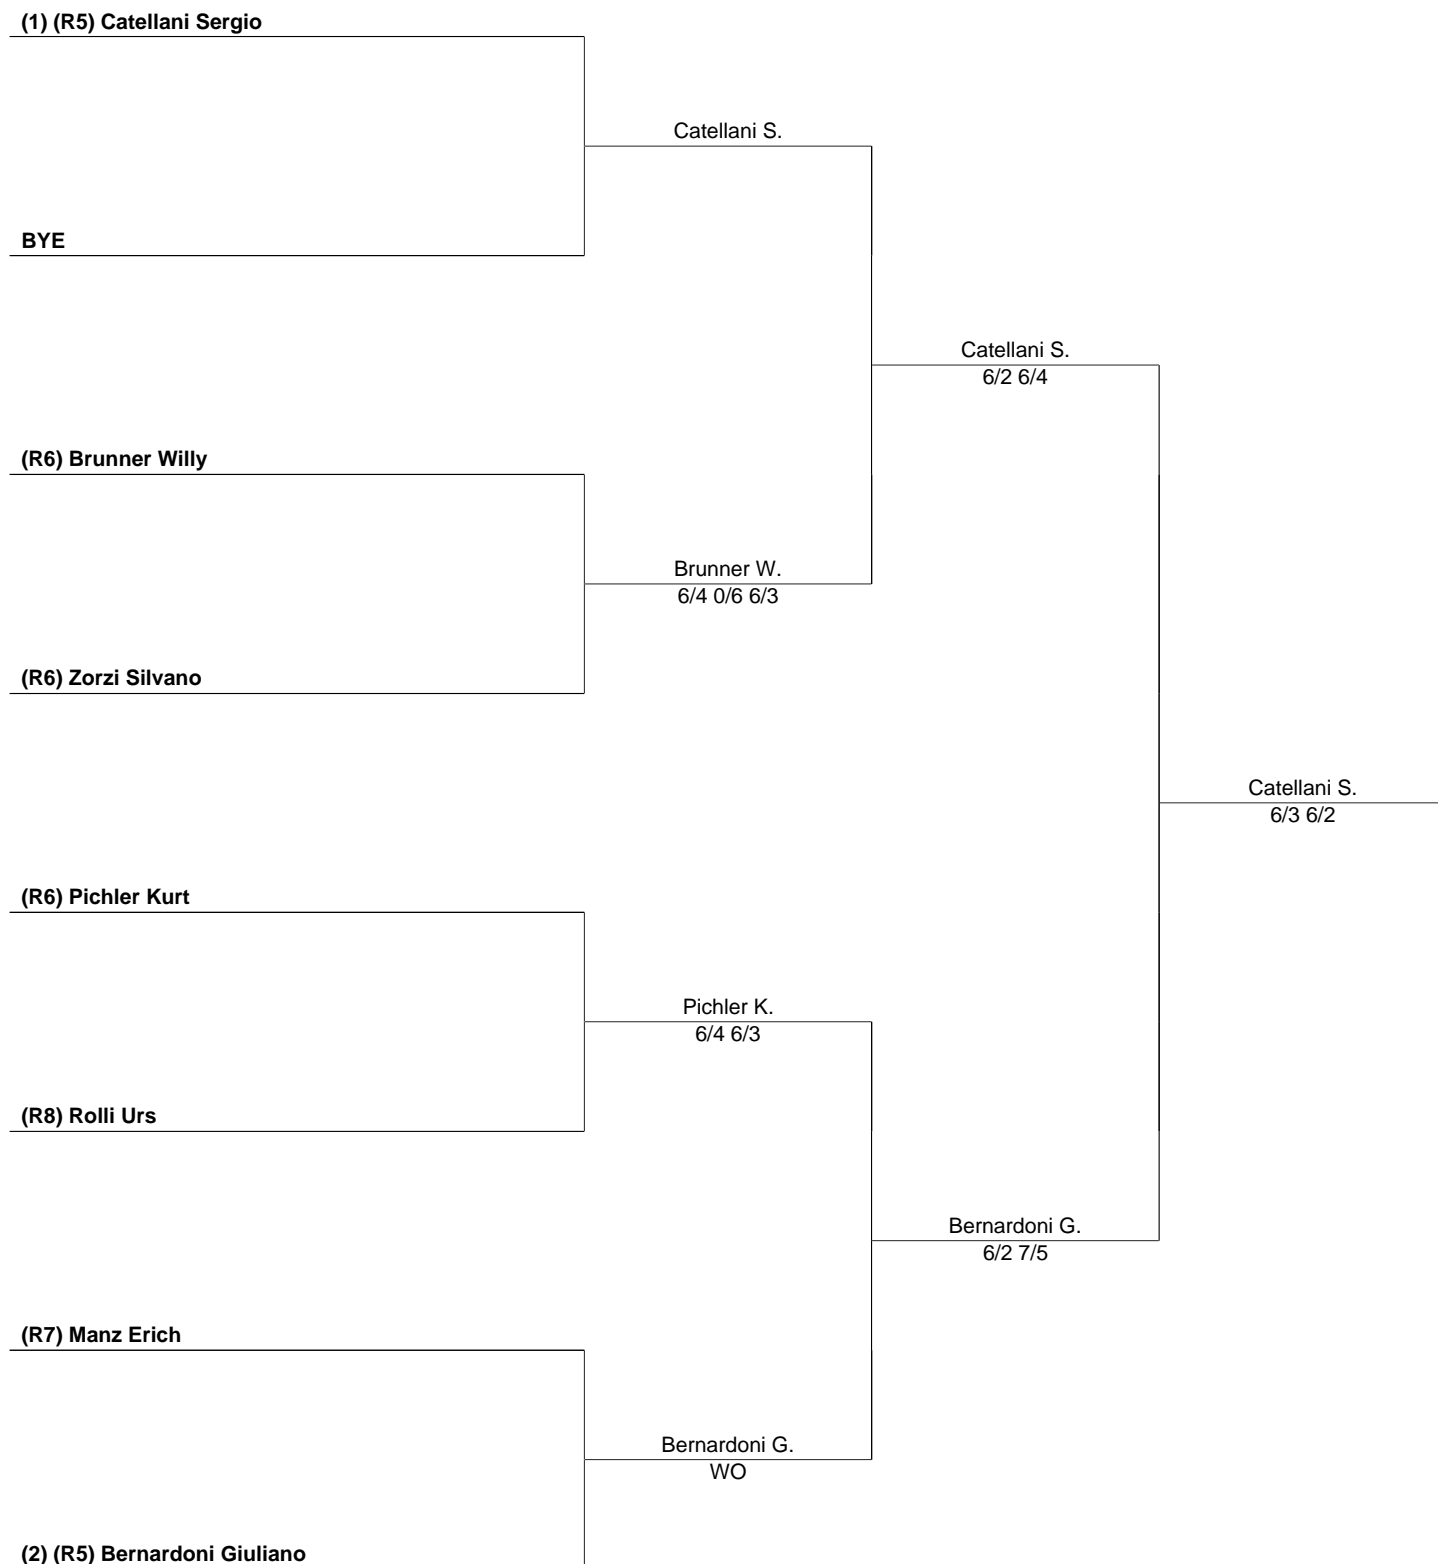 (1) (R5) Catellani Sergio
Catellani S.
BYE
Catellani S.
6/2 6/4
(R6) Brunner Willy
Brunner W.
6/4 0/6 6/3
(R6) Zorzi Silvano
Catellani S.
6/3 6/2
(R6) Pichler Kurt
Pichler K.
6/4 6/3
(R8) Rolli Urs
Bernardoni G.
6/2 7/5
(R7) Manz Erich
Bernardoni G.
WO
(2) (R5) Bernardoni Giuliano